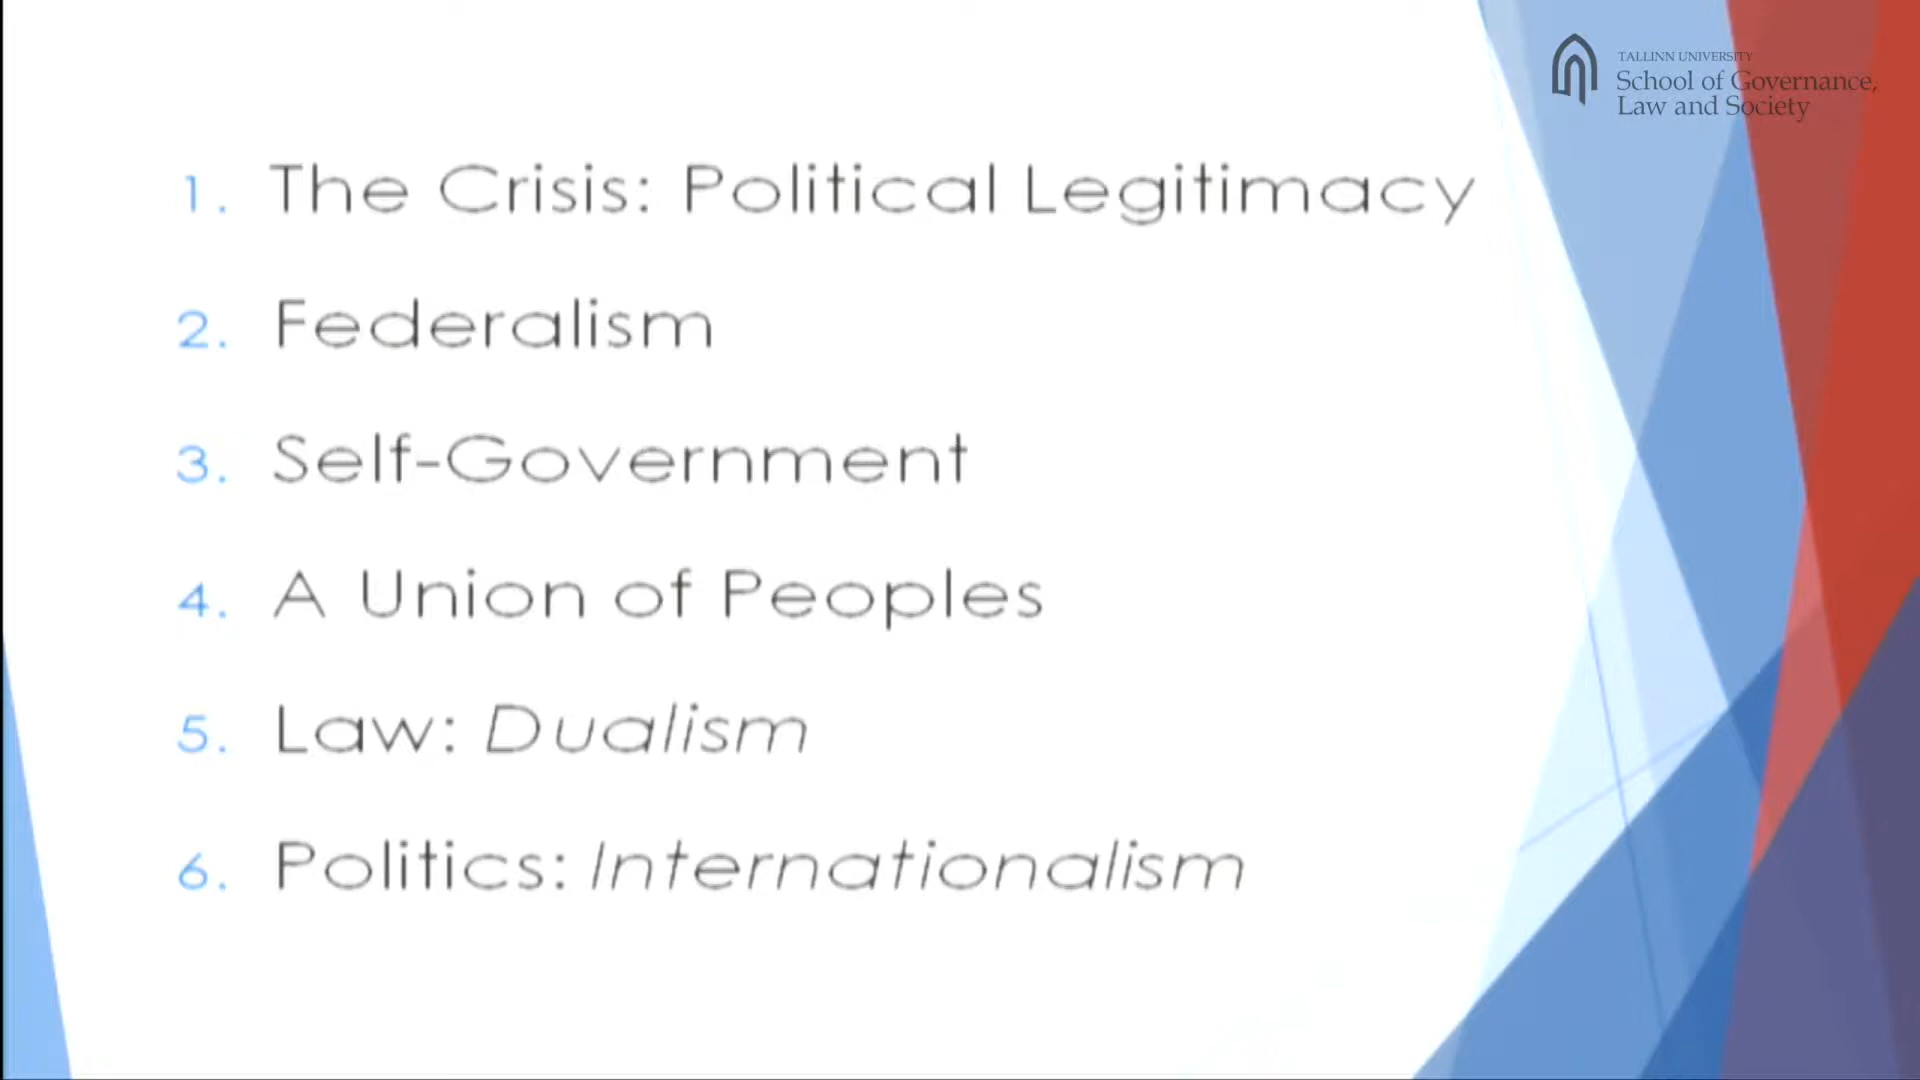 TALLINN UNIVERSITY
School of Governance,
Law and Society
1. The Crisis: Political Legitimacy
2. Federalism
3. Self-Government
4. A Union of Peoples
5. Law: Dualism
6. Politics: Internationalism